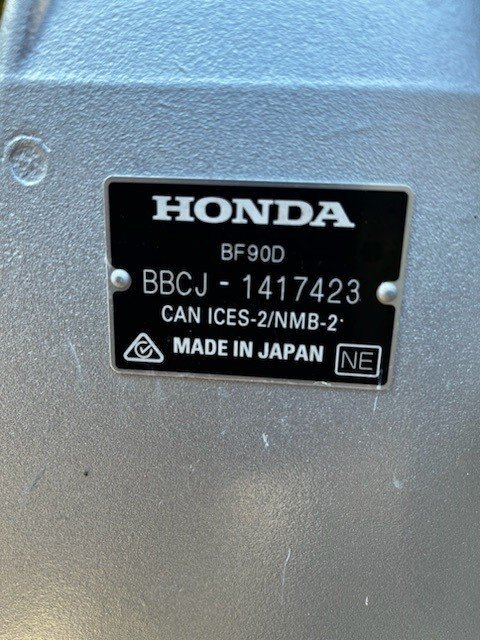 HONDA
BF90D
BBCJ - 1417423
CAN ICES-2/NMB-2
MADE IN JAPAN NE